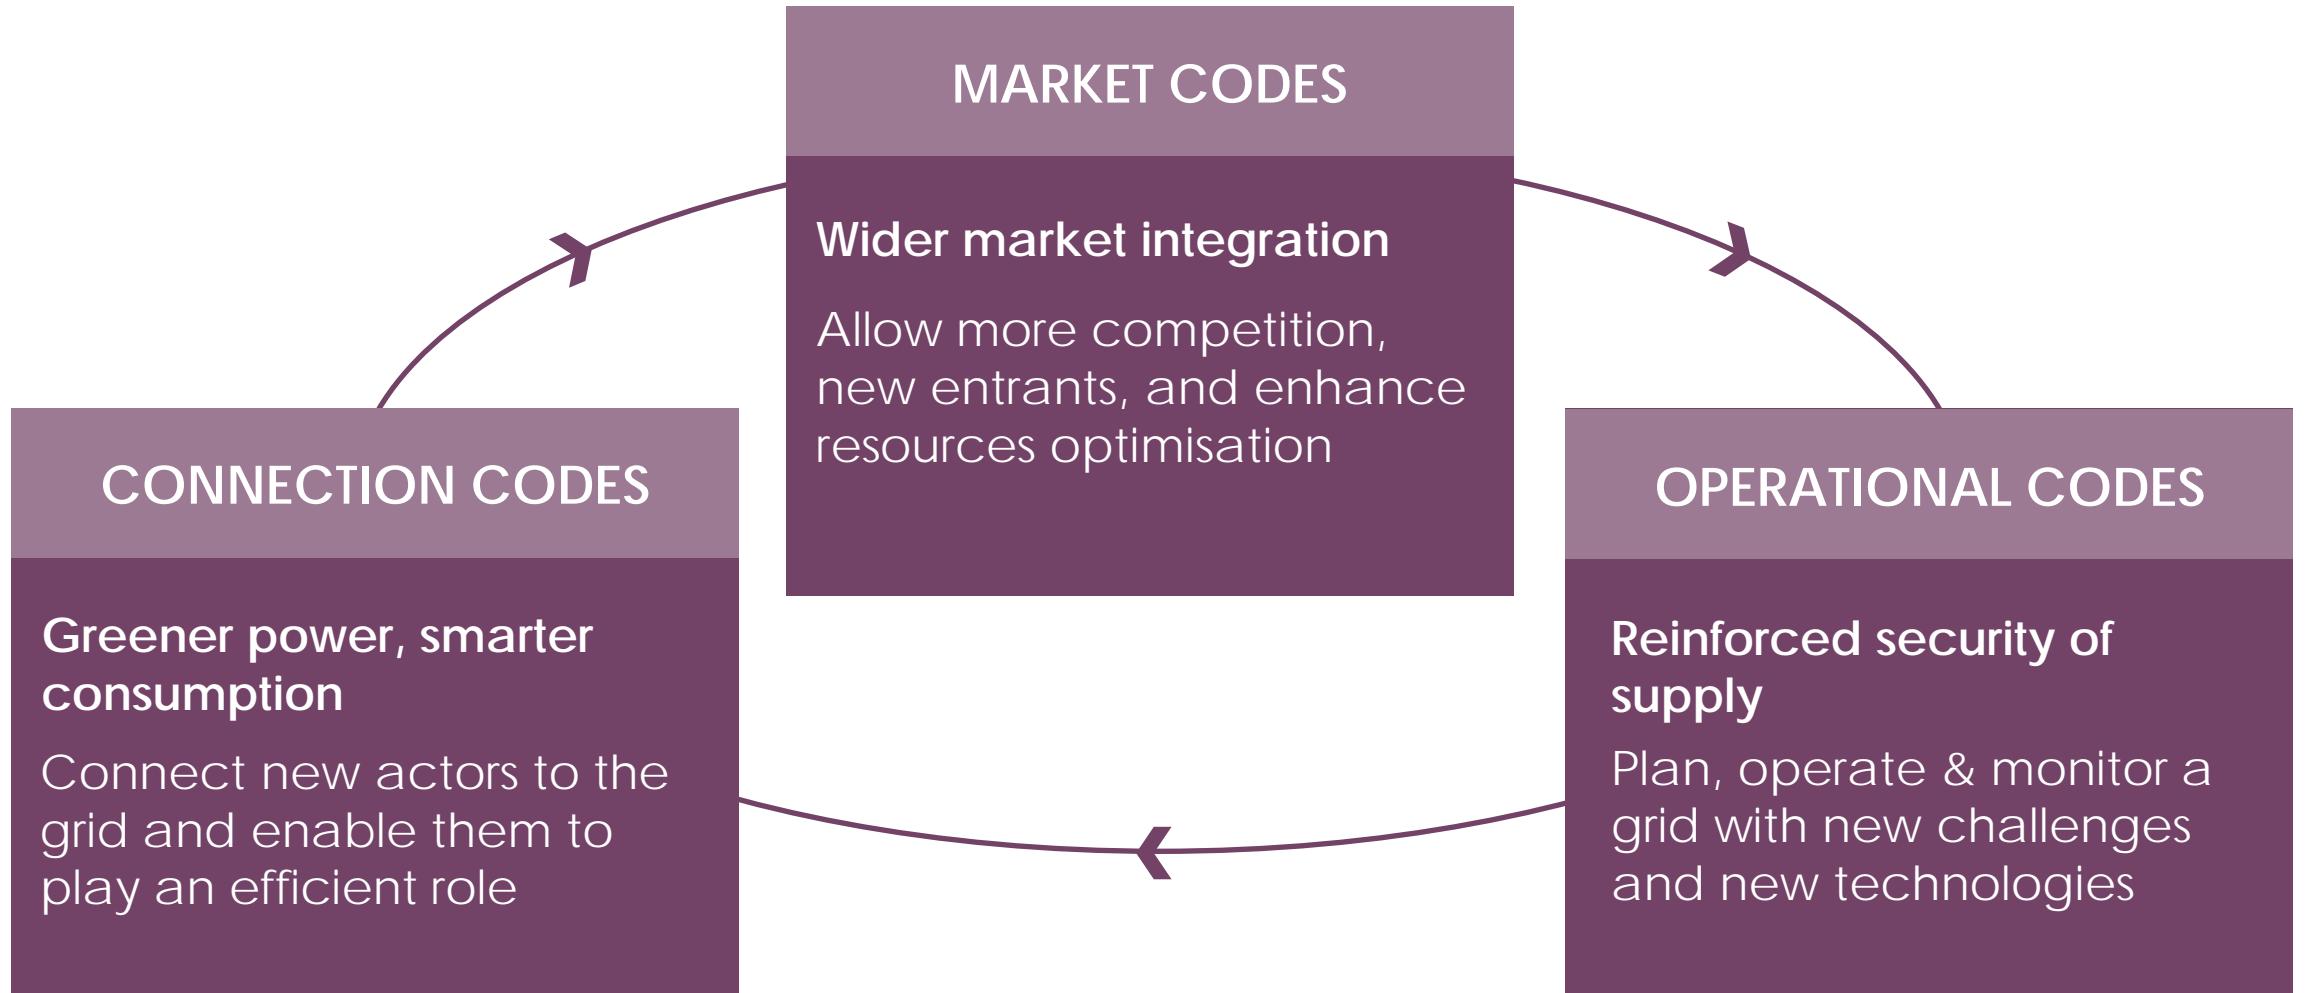 MARKET CODES
Wider market integration
Allow more competition,
new entrants, and enhance
resources optimisation
CONNECTION CODES
Greener power, smarter
consumption
Connect new actors to the
grid and enable them to
play an efficient role
OPERATIONAL CODES
Reinforced security of
supply
Plan, operate & monitor a
grid with new challenges
and new technologies